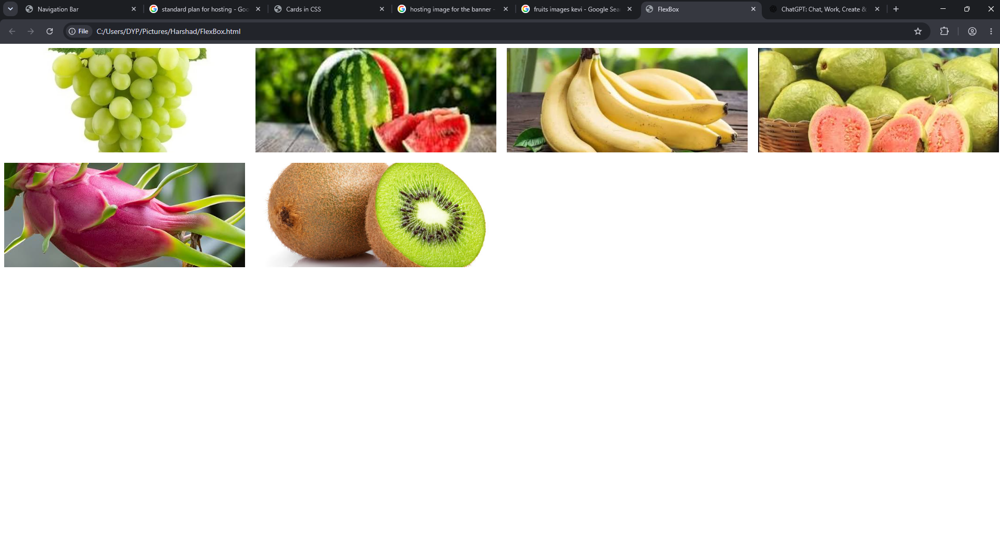 Navigation Bar
standard plan for hosting - Goo
Cards in CSS
hosting image for the banner -
fruits images kevi - Google Sea
FlexBox
ChatGPT: Chat, Work, Create &
File
C:/Users/DYP/Pictures/Harshad/FlexBox.html